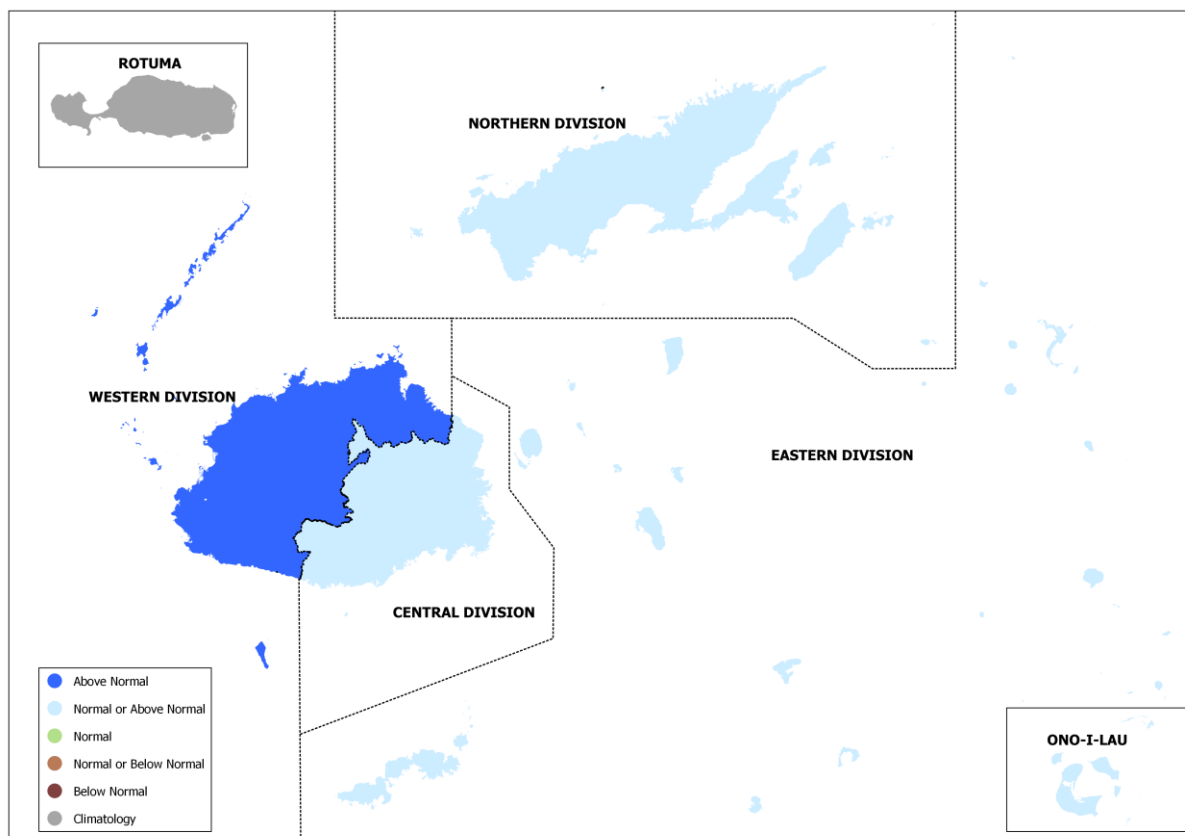 ROTUMA
NORTHERN DIVISION
WESTERN DIVISION
EASTERN DIVISION
CENTRAL DIVISION
Above Normal
Normal or Above Normal
Normal
Normal or Below Normal
Below Normal
Climatology
ONO-I-LAU